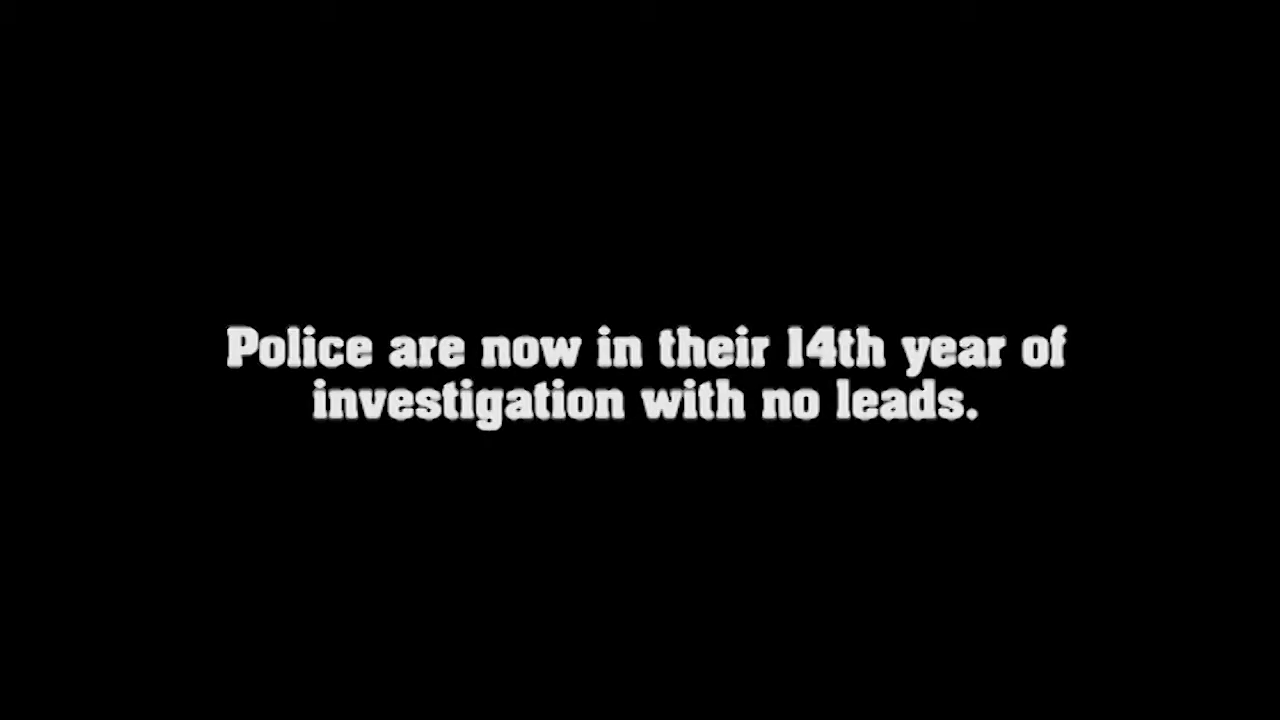 Police are now in their 14th year of
investigation with no leads.